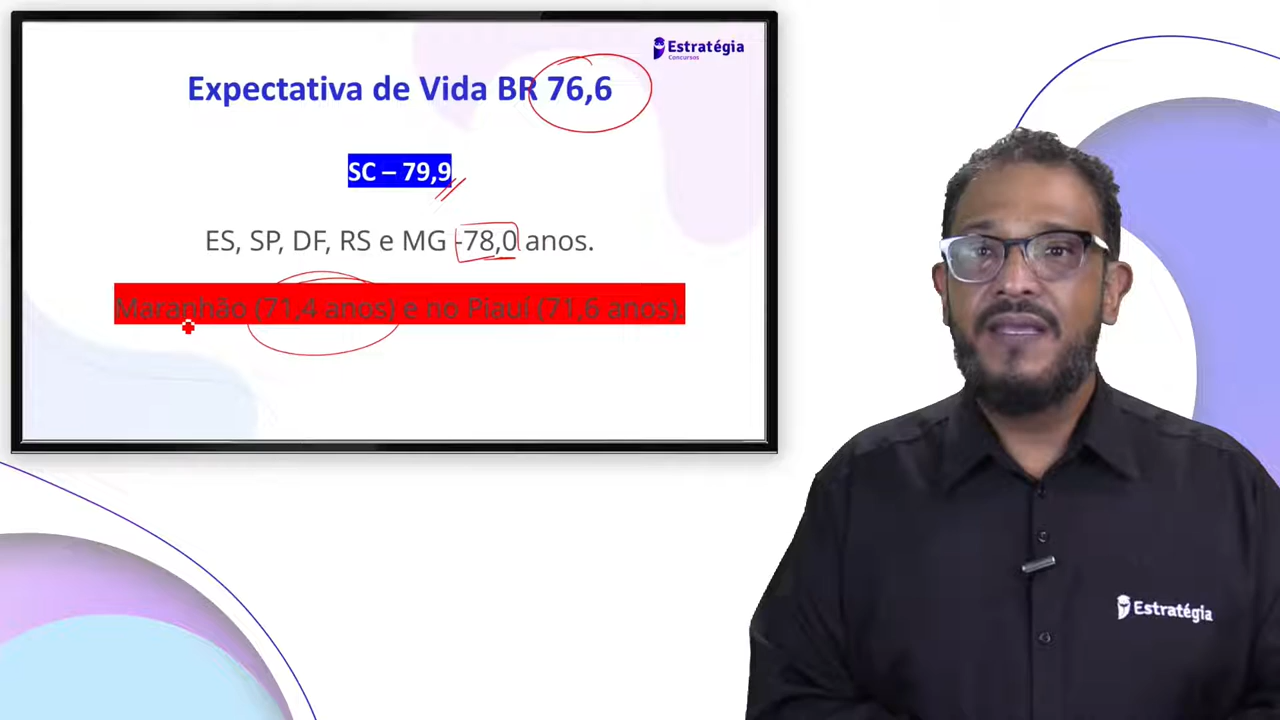 Estratégia
Concursos
Expectativa de Vida BR 76,6
SC – 79,9
ES, SP, DF, RS e MG -78,0 anos.
Maranhão (71,4 anos) e no Piauí (71,6 anos).
Estratégia